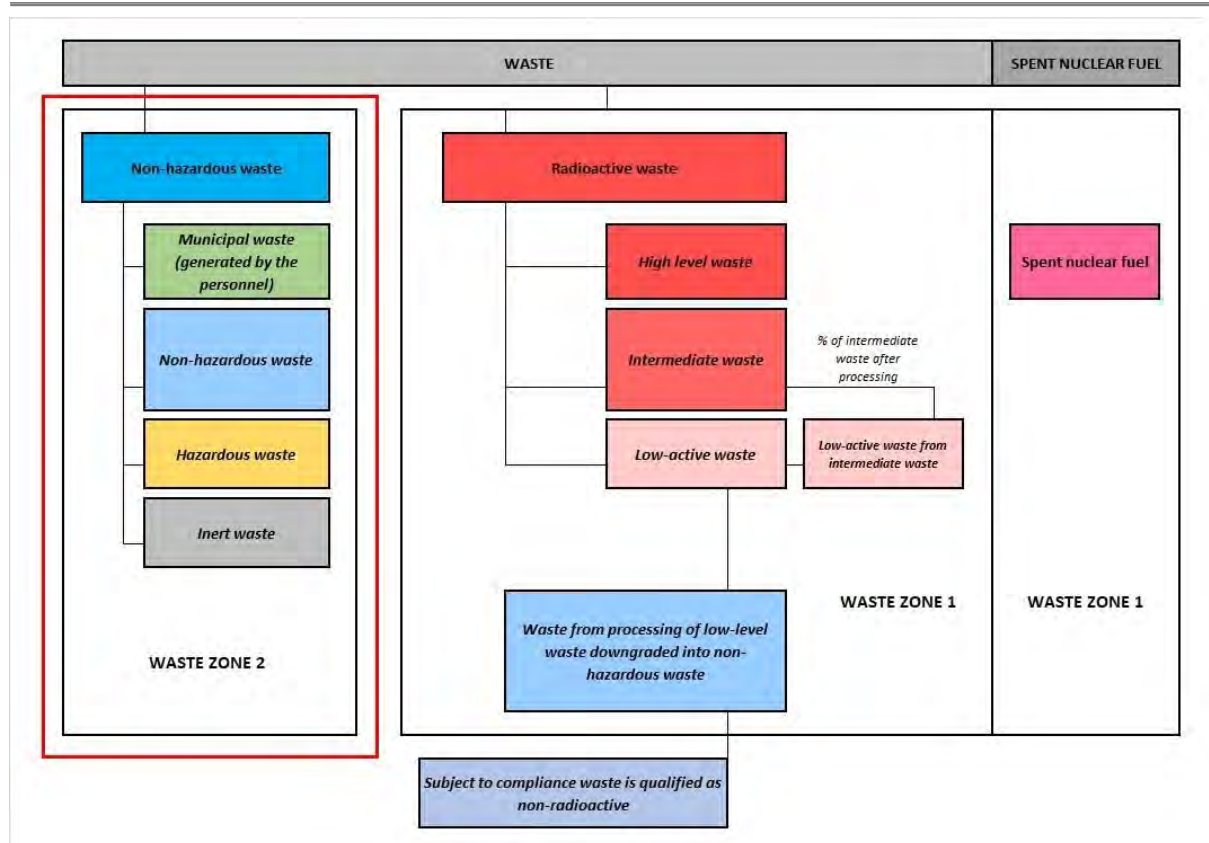 WASTE
SPENT NUCLEAR FUEL
Non-hazardous waste
Municipal waste
(generated by the
personnel)
Non-hazardous waste
Hazardous waste
Inert waste
WASTE ZONE 2
Radioactive waste
High level waste
Intermediate waste
% of intermediate
waste after
processing
Low-active waste
Low-active waste from
intermediate waste
Waste from processing of low-level
waste downgraded into non-
hazardous waste
WASTE ZONE 1
Subject to compliance waste is qualified as
non-radioactive
Spent nuclear fuel
WASTE ZONE 1